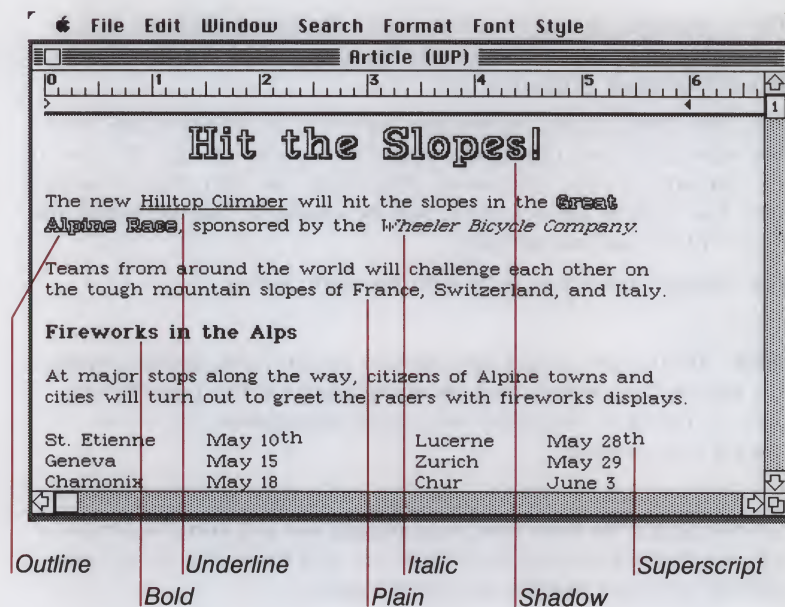 File Edit Window Search Format Font Style
Article (WP)
0 1 2 3 4 5 6
1
Hit the Slopes!
The new Hilltop Climber will hit the slopes in the Great
Alpine Race, sponsored by the Wheeler Bicycle Company.
Teams from around the world will challenge each other on
the tough mountain slopes of France, Switzerland, and Italy.
Fireworks in the Alps
At major stops along the way, citizens of Alpine towns and
cities will turn out to greet the racers with fireworks displays.
St. Etienne May 10th Lucerne May 28th
Geneva May 15 Zurich May 29
Chamonix May 18 Chur June 3
Outline Underline Italic Superscript
Bold Plain Shadow